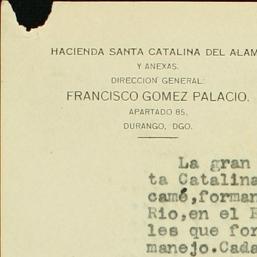 HACIENDA SANTA CATALINA DEL ALAM
Y ANEXAS.
DIRECCION GENERAL:
FRANCISCO GOMEZ PALACIO.
APARTADO 85.
DURANGO, DGO.
La gran
ta Catalina
camé,forman
Rio,en el P
les que for
manejo.Cada